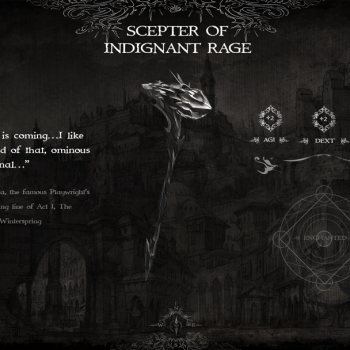 SCEPTER OF
INDIGNANT RAGE
is coming...I like
d of that, ominous
nal..."
a, the famous Playwright's
ng line of Act I, The
Winterspring
+2
+2
AGI
DEXT
ENCHANTED